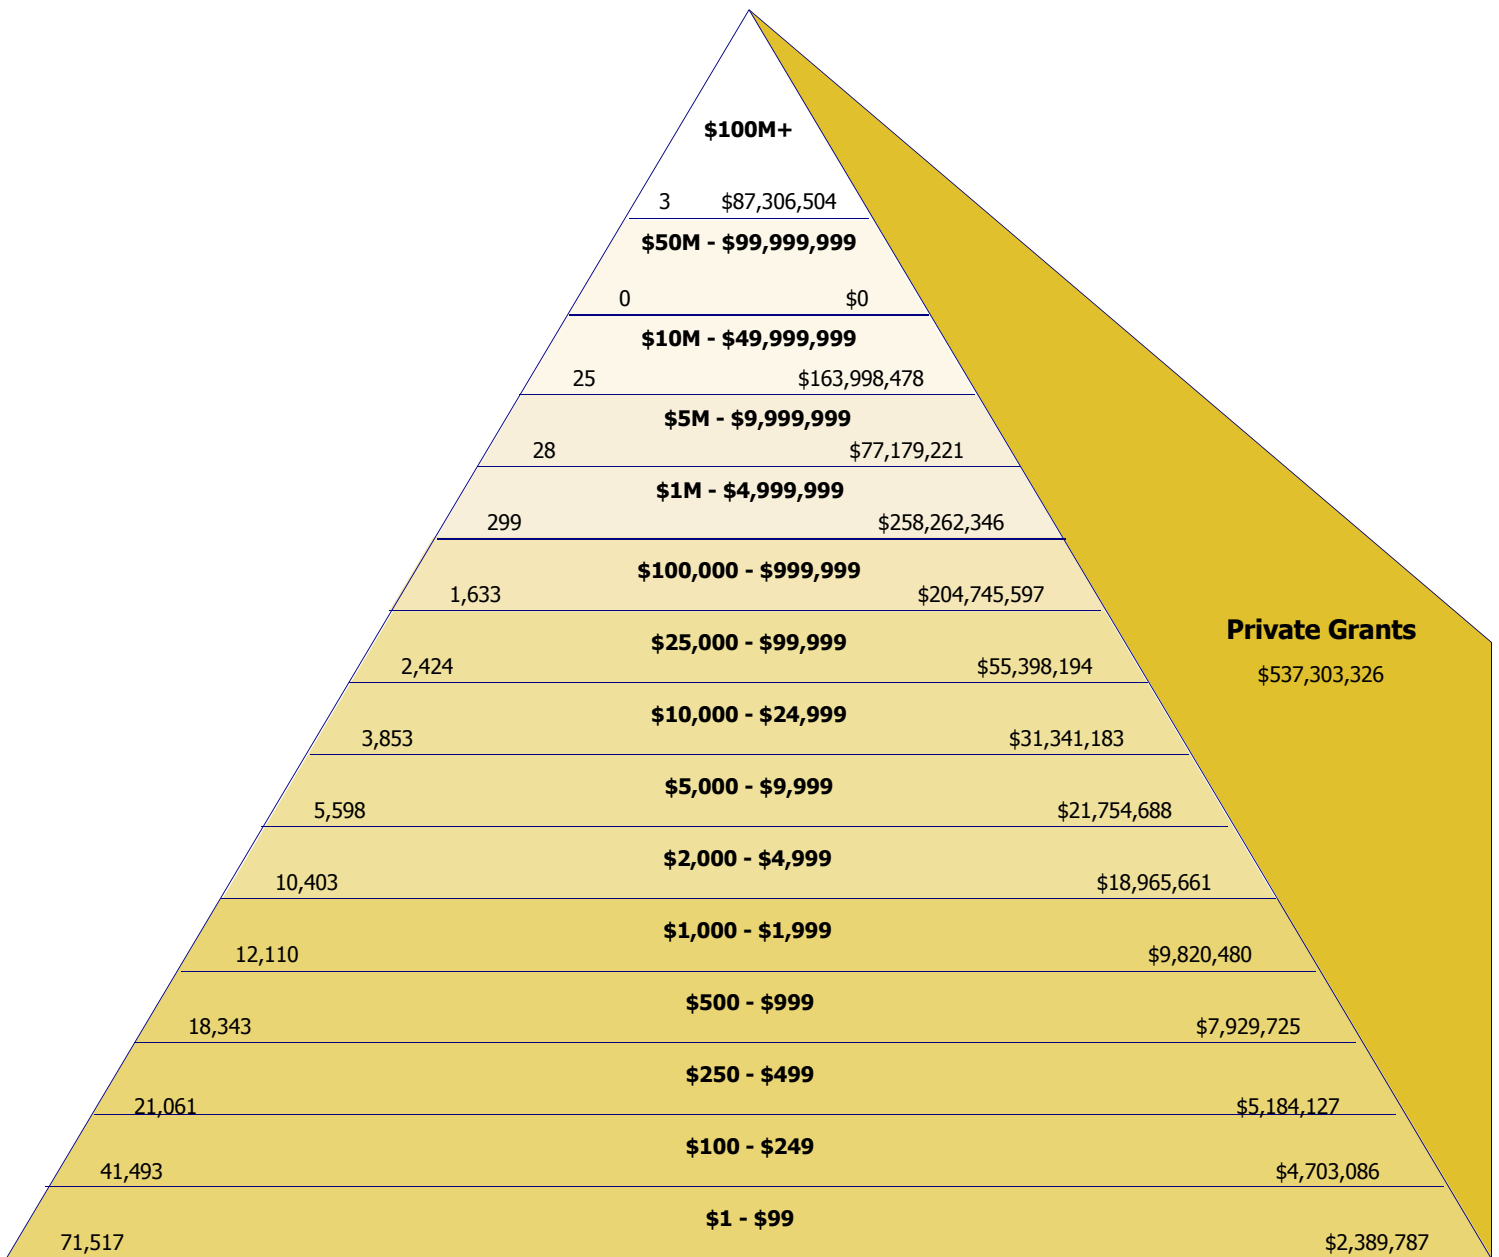 $100M+
3 $87,306,504
$50M - $99,999,999
0 $0
$10M - $49,999,999
25 $163,998,478
$5M - $9,999,999
28 $77,179,221
$1M - $4,999,999
299 $258,262,346
$100,000 - $999,999
1,633 $204,745,597
Private Grants
$25,000 - $99,999
2,424 $55,398,194
$537,303,326
$10,000 - $24,999
3,853 $31,341,183
$5,000 - $9,999
5,598 $21,754,688
$2,000 - $4,999
10,403 $18,965,661
$1,000 - $1,999
12,110 $9,820,480
$500 - $999
18,343 $7,929,725
$250 - $499
21,061 $5,184,127
$100 - $249
41,493 $4,703,086
$1 - $99
71,517 $2,389,787